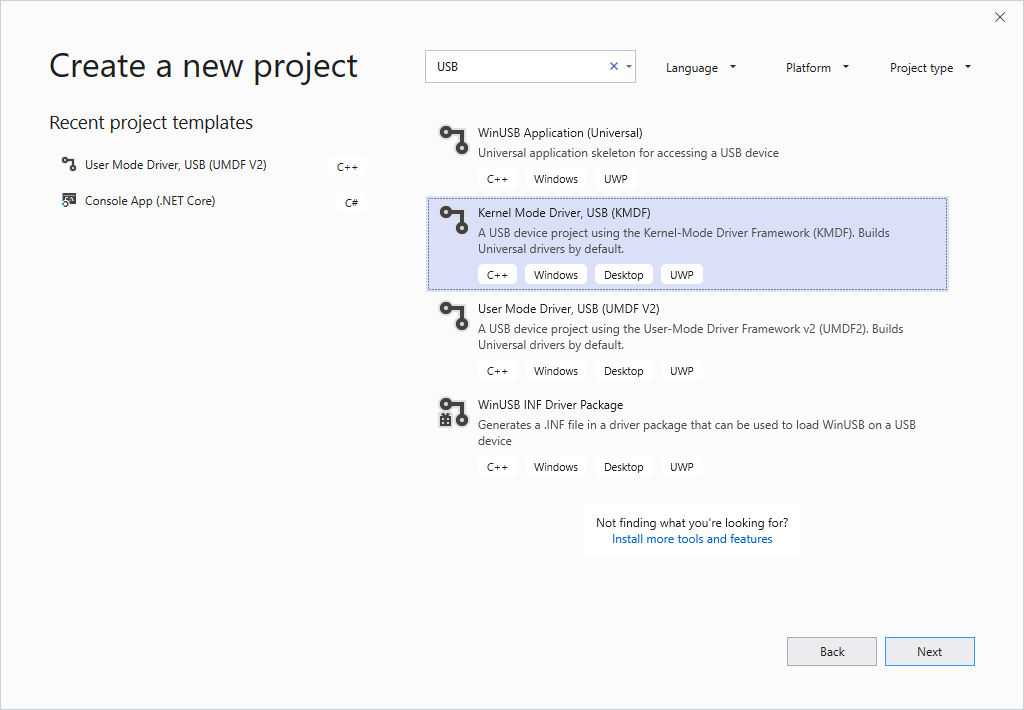 Create a new project
USB
Language
Platform
Project type
Recent project templates
User Mode Driver, USB (UMDF V2)
C++
Console App (.NET Core)
C#
WinUSB Application (Universal)
Universal application skeleton for accessing a USB device
C++ Windows UWP
Kernel Mode Driver, USB (KMDF)
A USB device project using the Kernel-Mode Driver Framework (KMDF). Builds
Universal drivers by default.
C++ Windows Desktop UWP
User Mode Driver, USB (UMDF V2)
A USB device project using the User-Mode Driver Framework v2 (UMDF2). Builds
Universal drivers by default.
C++ Windows Desktop UWP
WinUSB INF Driver Package
Generates a .INF file in a driver package that can be used to load WinUSB on a USB
device
C++ Windows Desktop UWP
Not finding what you're looking for?
Install more tools and features
Back
Next